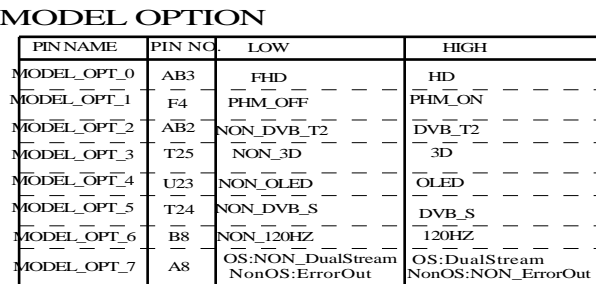 MODEL OPTION
PIN NAME PIN NO. LOW HIGH
MODEL_OPT_0 AB3 FHD HD
MODEL_OPT_1 F4 PHM_OFF PHM_ON
MODEL_OPT_2 AB2 NON_DVB_T2 DVB_T2
MODEL_OPT_3 T25 NON_3D 3D
MODEL_OPT_4 U23 NON_OLED OLED
MODEL_OPT_5 T24 NON_DVB_S DVB_S
MODEL_OPT_6 B8 NON_120HZ 120HZ
MODEL_OPT_7 A8 OS:NON_DualStream OS:DualStream
NonOS:ErrorOut NonOS:NON_ErrorOut